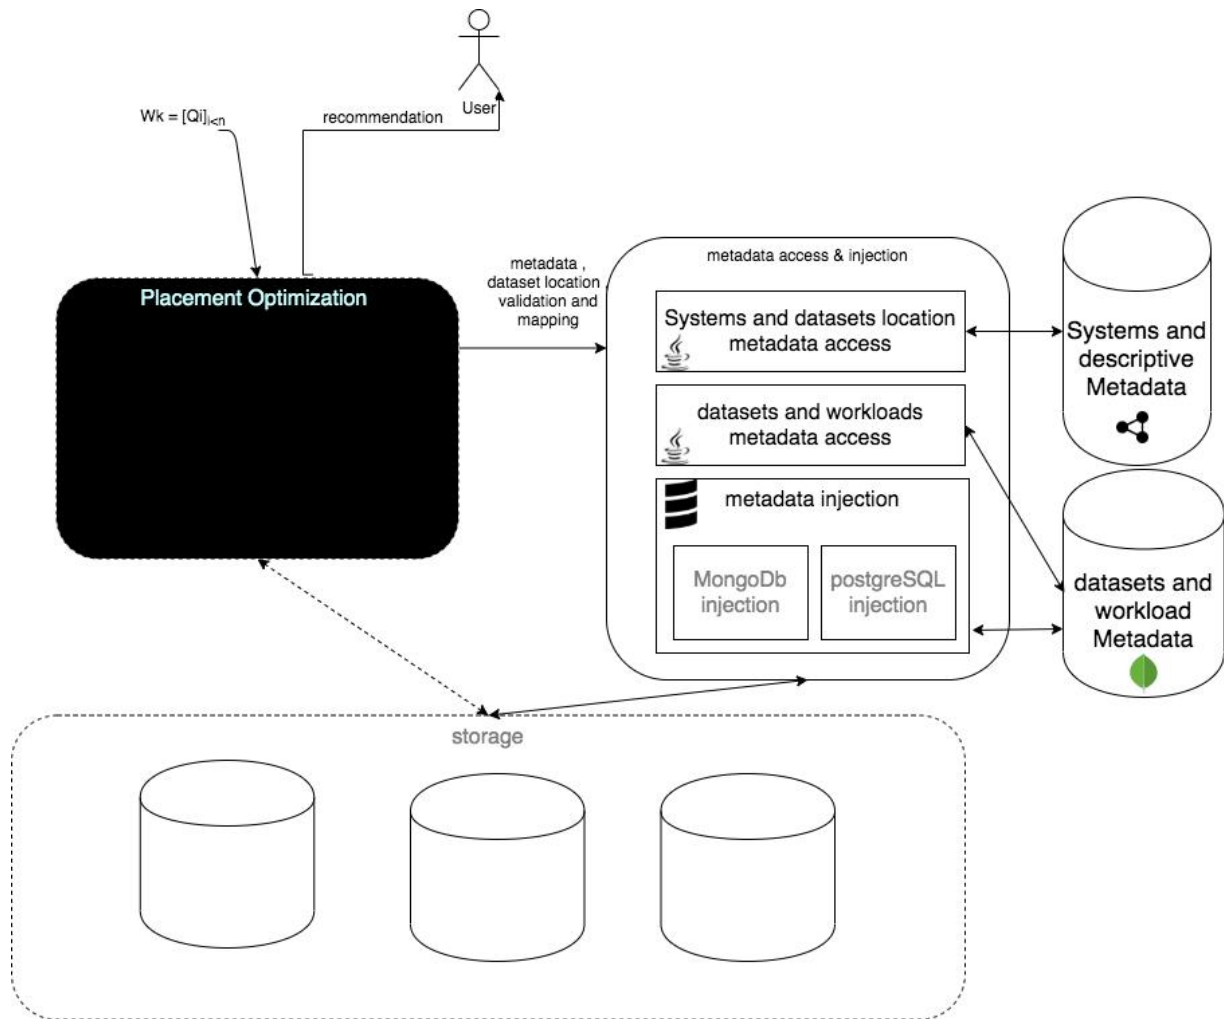 User
Wk = [Qi]i<n
recommendation
Placement Optimization
metadata ,
dataset location ,
validation and
mapping
metadata access & injection
Systems and datasets location
metadata access
datasets and workloads
metadata access
metadata injection
MongoDb
injection
postgreSQL
injection
Systems and
descriptive
Metadata
datasets and
workload
Metadata
storage